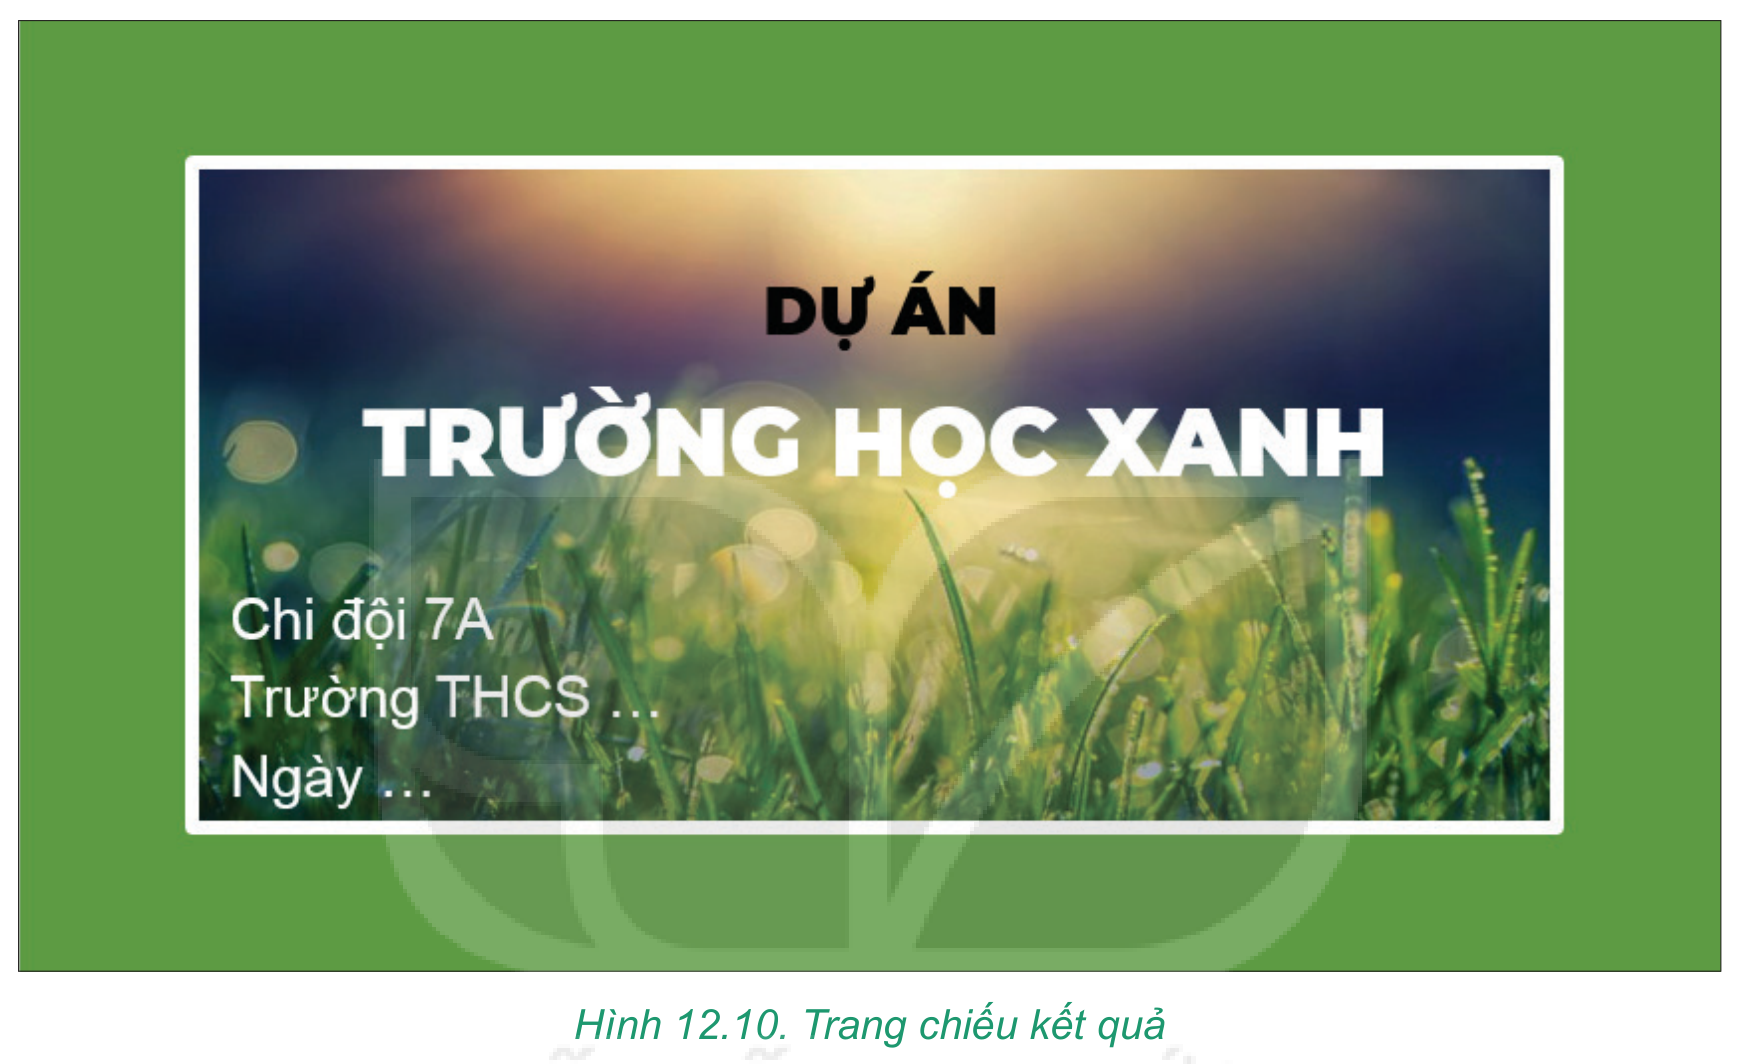 DỰ ÁN
TRƯỜNG HỌC XANH
Chi đội 7A
Trường THCS ...
Ngày ...
Hình 12.10. Trang chiếu kết quả